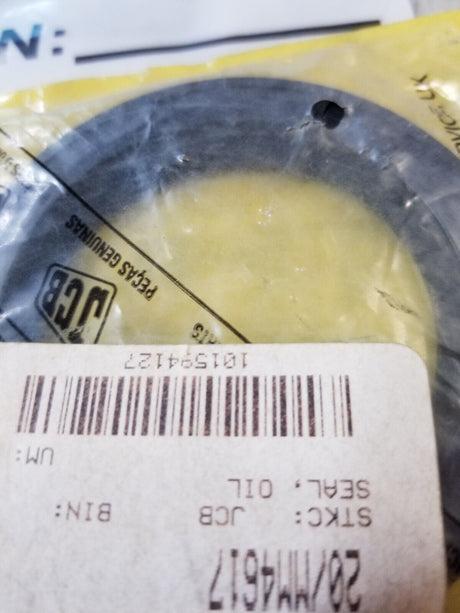 20/MM4617
STKC: JCB BIN:
SEAL, OIL
UM:
101594127
JCB
PEÇAS GENUINAS
N: